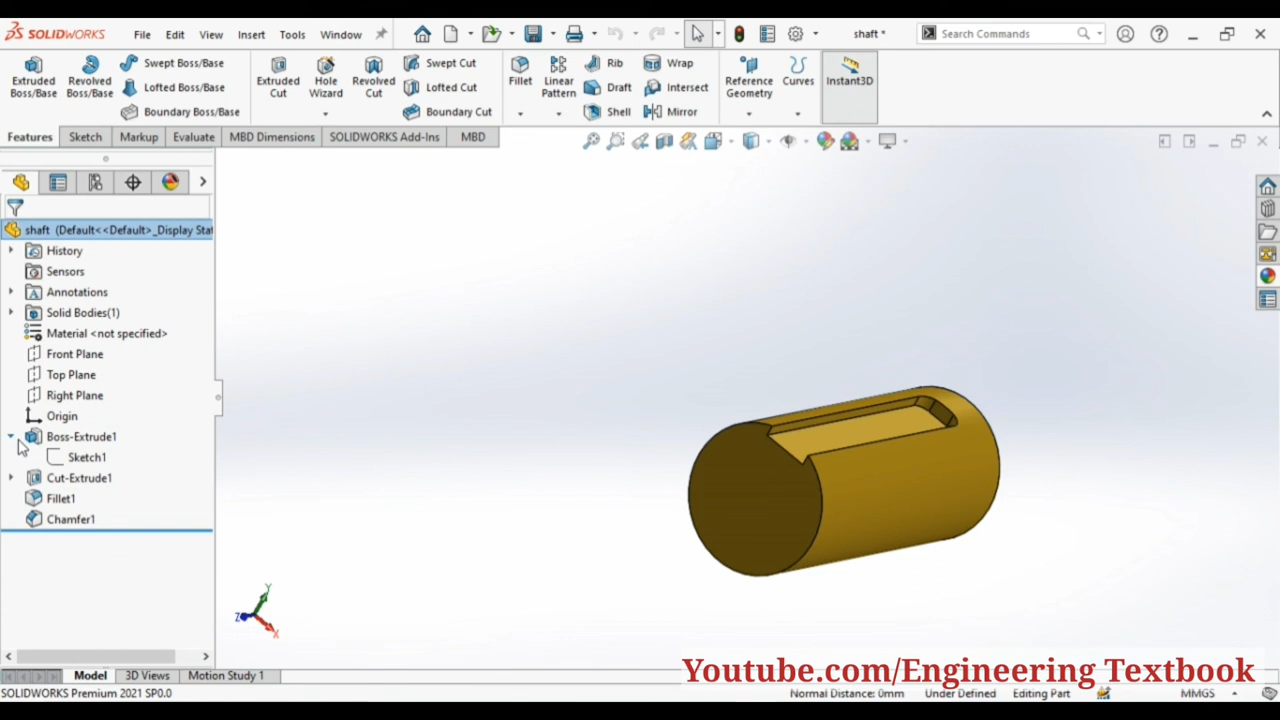 SOLIDWORKS File Edit View Insert Tools Window shaft * Search Commands
Extruded Boss/Base
Revolved Boss/Base
Swept Boss/Base
Lofted Boss/Base
Boundary Boss/Base
Extruded Cut
Hole Wizard
Revolved Cut
Swept Cut
Lofted Cut
Boundary Cut
Fillet
Linear Pattern
Rib
Draft
Shell
Wrap
Intersect
Mirror
Reference Geometry
Curves
Instant3D
Features Sketch Markup Evaluate MBD Dimensions SOLIDWORKS Add-Ins MBD
shaft (Default<<Default>_Display Sta
History
Sensors
Annotations
Solid Bodies(1)
Material <not specified>
Front Plane
Top Plane
Right Plane
Origin
Boss-Extrude1
Sketch1
Cut-Extrude1
Fillet1
Chamfer1
Y
Z
X
Model 3D Views Motion Study 1
Youtube.com/Engineering Textbook
SOLIDWORKS Premium 2021 SP0.0 Normal Distance: 0mm Under Defined Editing Part MMGS